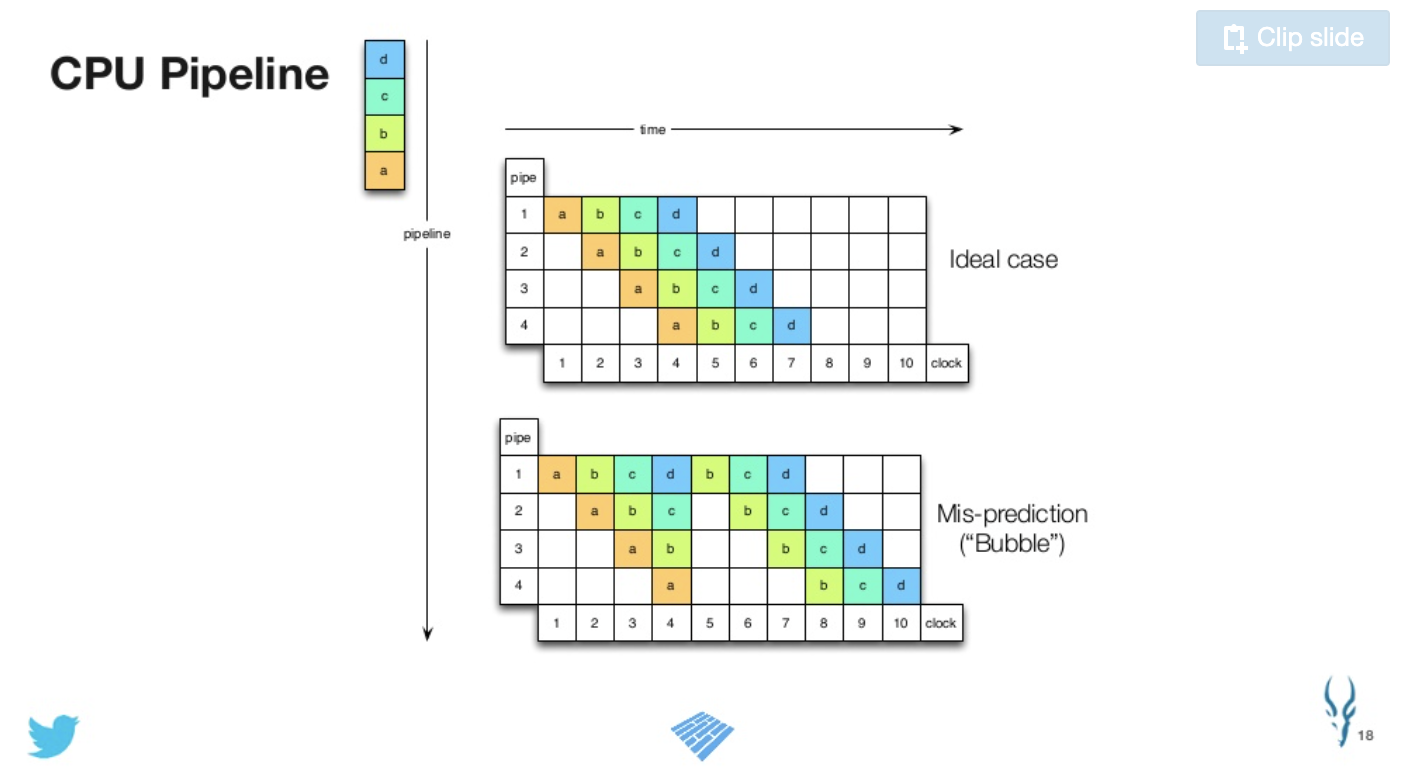 Clip slide
CPU Pipeline
d
c
b
a
pipeline
time
pipe
1 a b c d
2 a b c d
3 a b c d
4 a b c d
1 2 3 4 5 6 7 8 9 10 clock
Ideal case
pipe
1 a b c d b c d
2 a b c b c d
3 a b b c d
4 a b c d
1 2 3 4 5 6 7 8 9 10 clock
Mis-prediction
(“Bubble”)
18